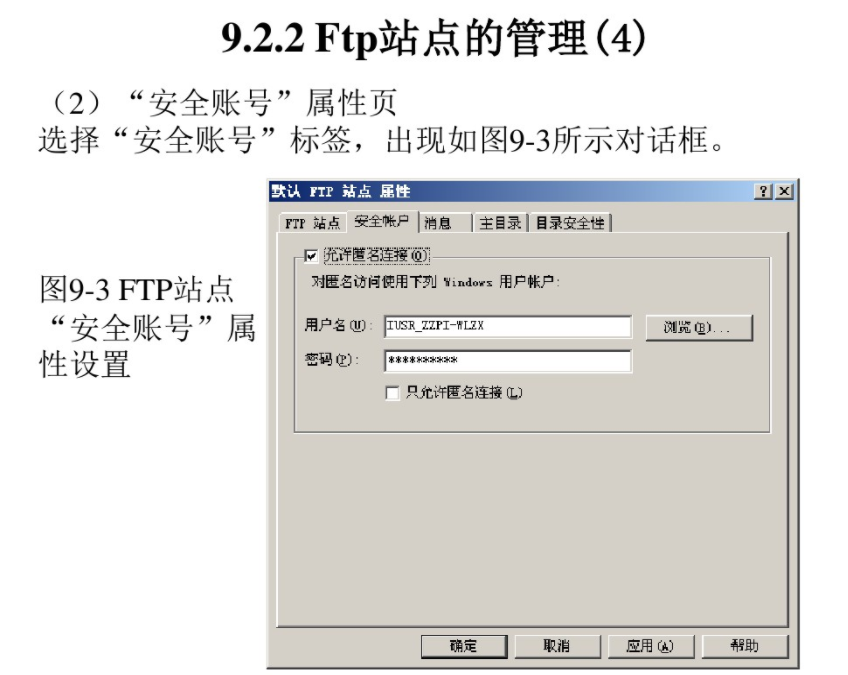 9.2.2 Ftp站点的管理(4)
（2）“安全账号”属性页
选择“安全账号”标签，出现如图9-3所示对话框。
图9-3 FTP站点
“安全账号”属
性设置
默认 FTP 站点 属性
FTP 站点 安全帐户 消息 主目录 目录安全性
允许匿名连接(O)
对匿名访问使用下列 Windows 用户帐户:
用户名(U): IUSR_ZZPI-WLZX 浏览(B)...
密码(P): **********
只允许匿名连接(L)
确定 取消 应用(A) 帮助